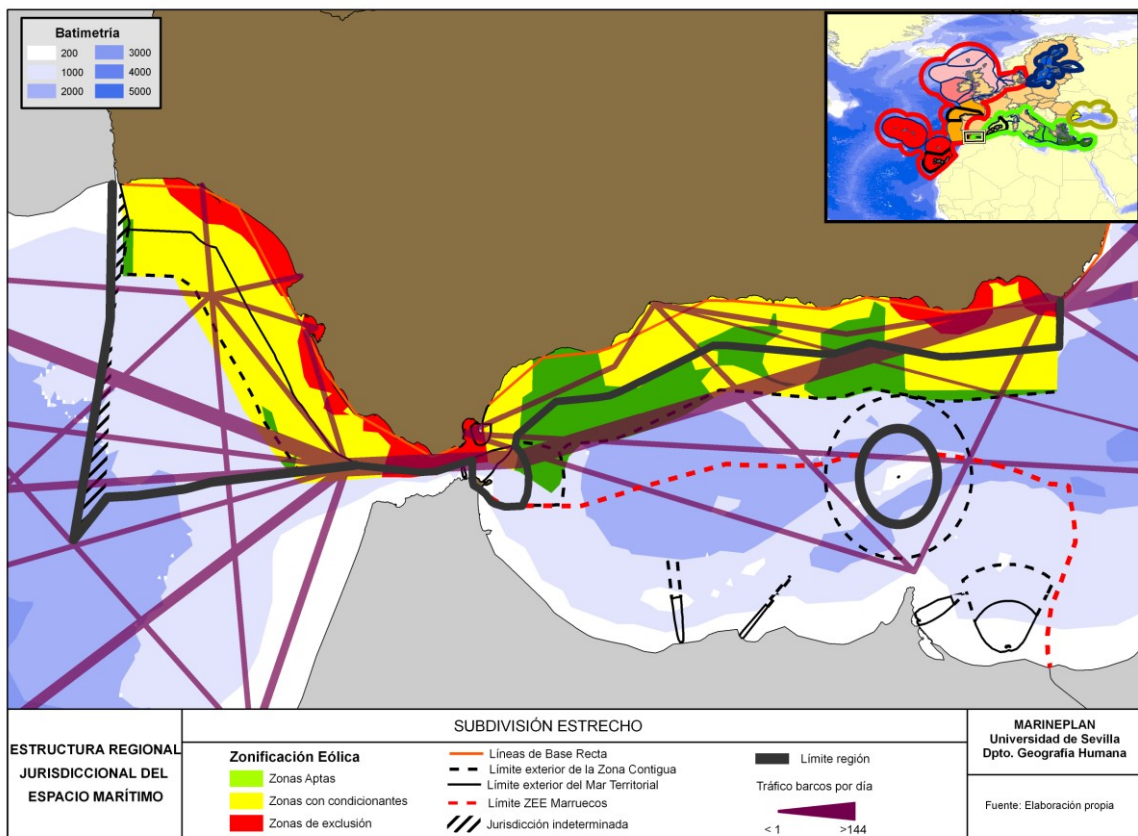 Batimetría
200 3000
1000 4000
2000 5000
ESTRUCTURA REGIONAL
JURISDICCIONAL DEL
ESPACIO MARÍTIMO
SUBDIVISIÓN ESTRECHO
Zonificación Eólica
Zonas Aptas
Zonas con condicionantes
Zonas de exclusión
Líneas de Base Recta
Límite exterior de la Zona Contigua
Límite exterior del Mar Territorial
Límite ZEE Marruecos
Jurisdicción indeterminada
Límite región
Tráfico barcos por día
< 1 >144
MARINEPLAN
Universidad de Sevilla
Dpto. Geografía Humana
Fuente: Elaboración propia